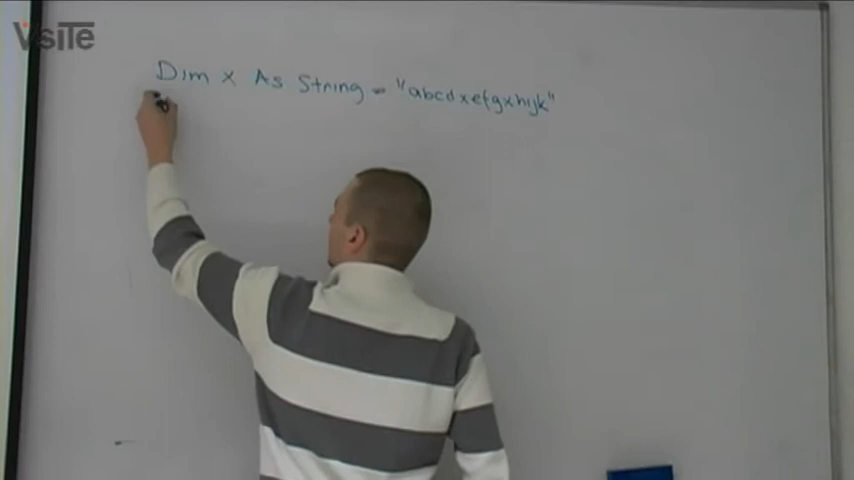 VsiTe
Dim x As String = "abcdxefgxhijk"